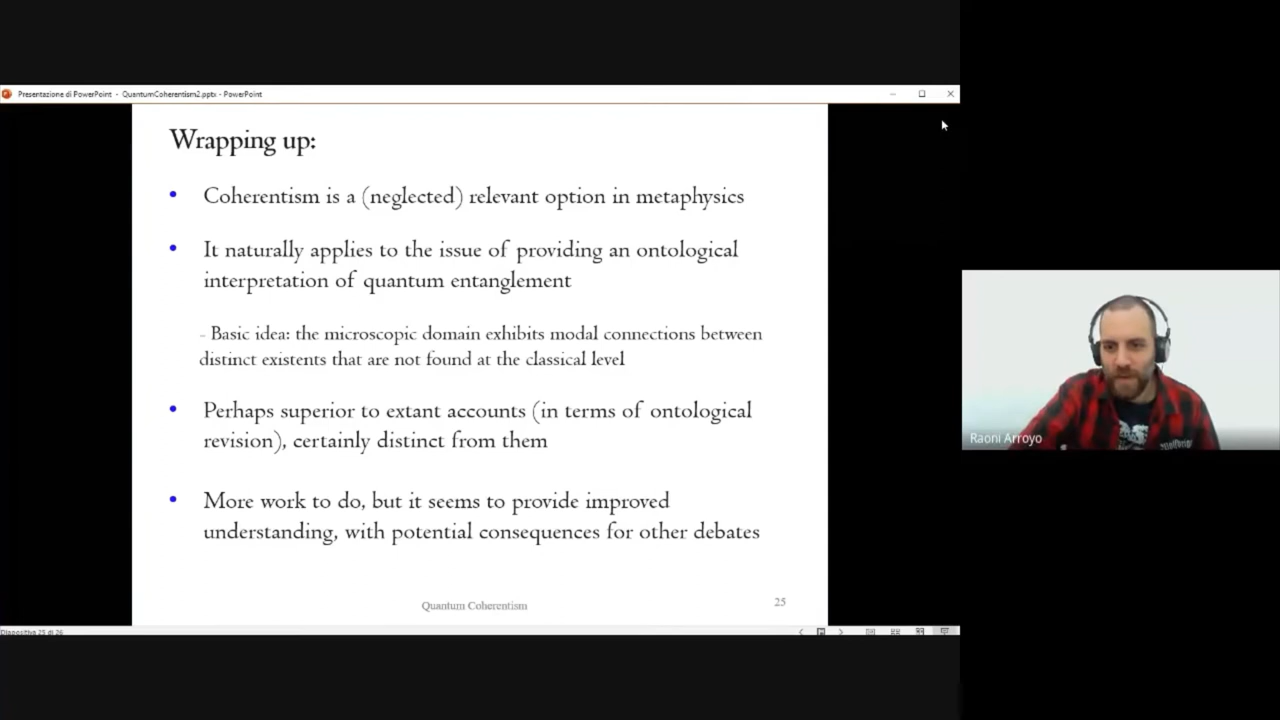 Presentazione di PowerPoint - QuantumCoherentism2.pptx - PowerPoint
Wrapping up:
• Coherentism is a (neglected) relevant option in metaphysics
• It naturally applies to the issue of providing an ontological
interpretation of quantum entanglement
- Basic idea: the microscopic domain exhibits modal connections between
distinct existents that are not found at the classical level
• Perhaps superior to extant accounts (in terms of ontological
revision), certainly distinct from them
• More work to do, but it seems to provide improved
understanding, with potential consequences for other debates
Quantum Coherentism
25
Diapositiva 25 di 26
Raoni Arroyo